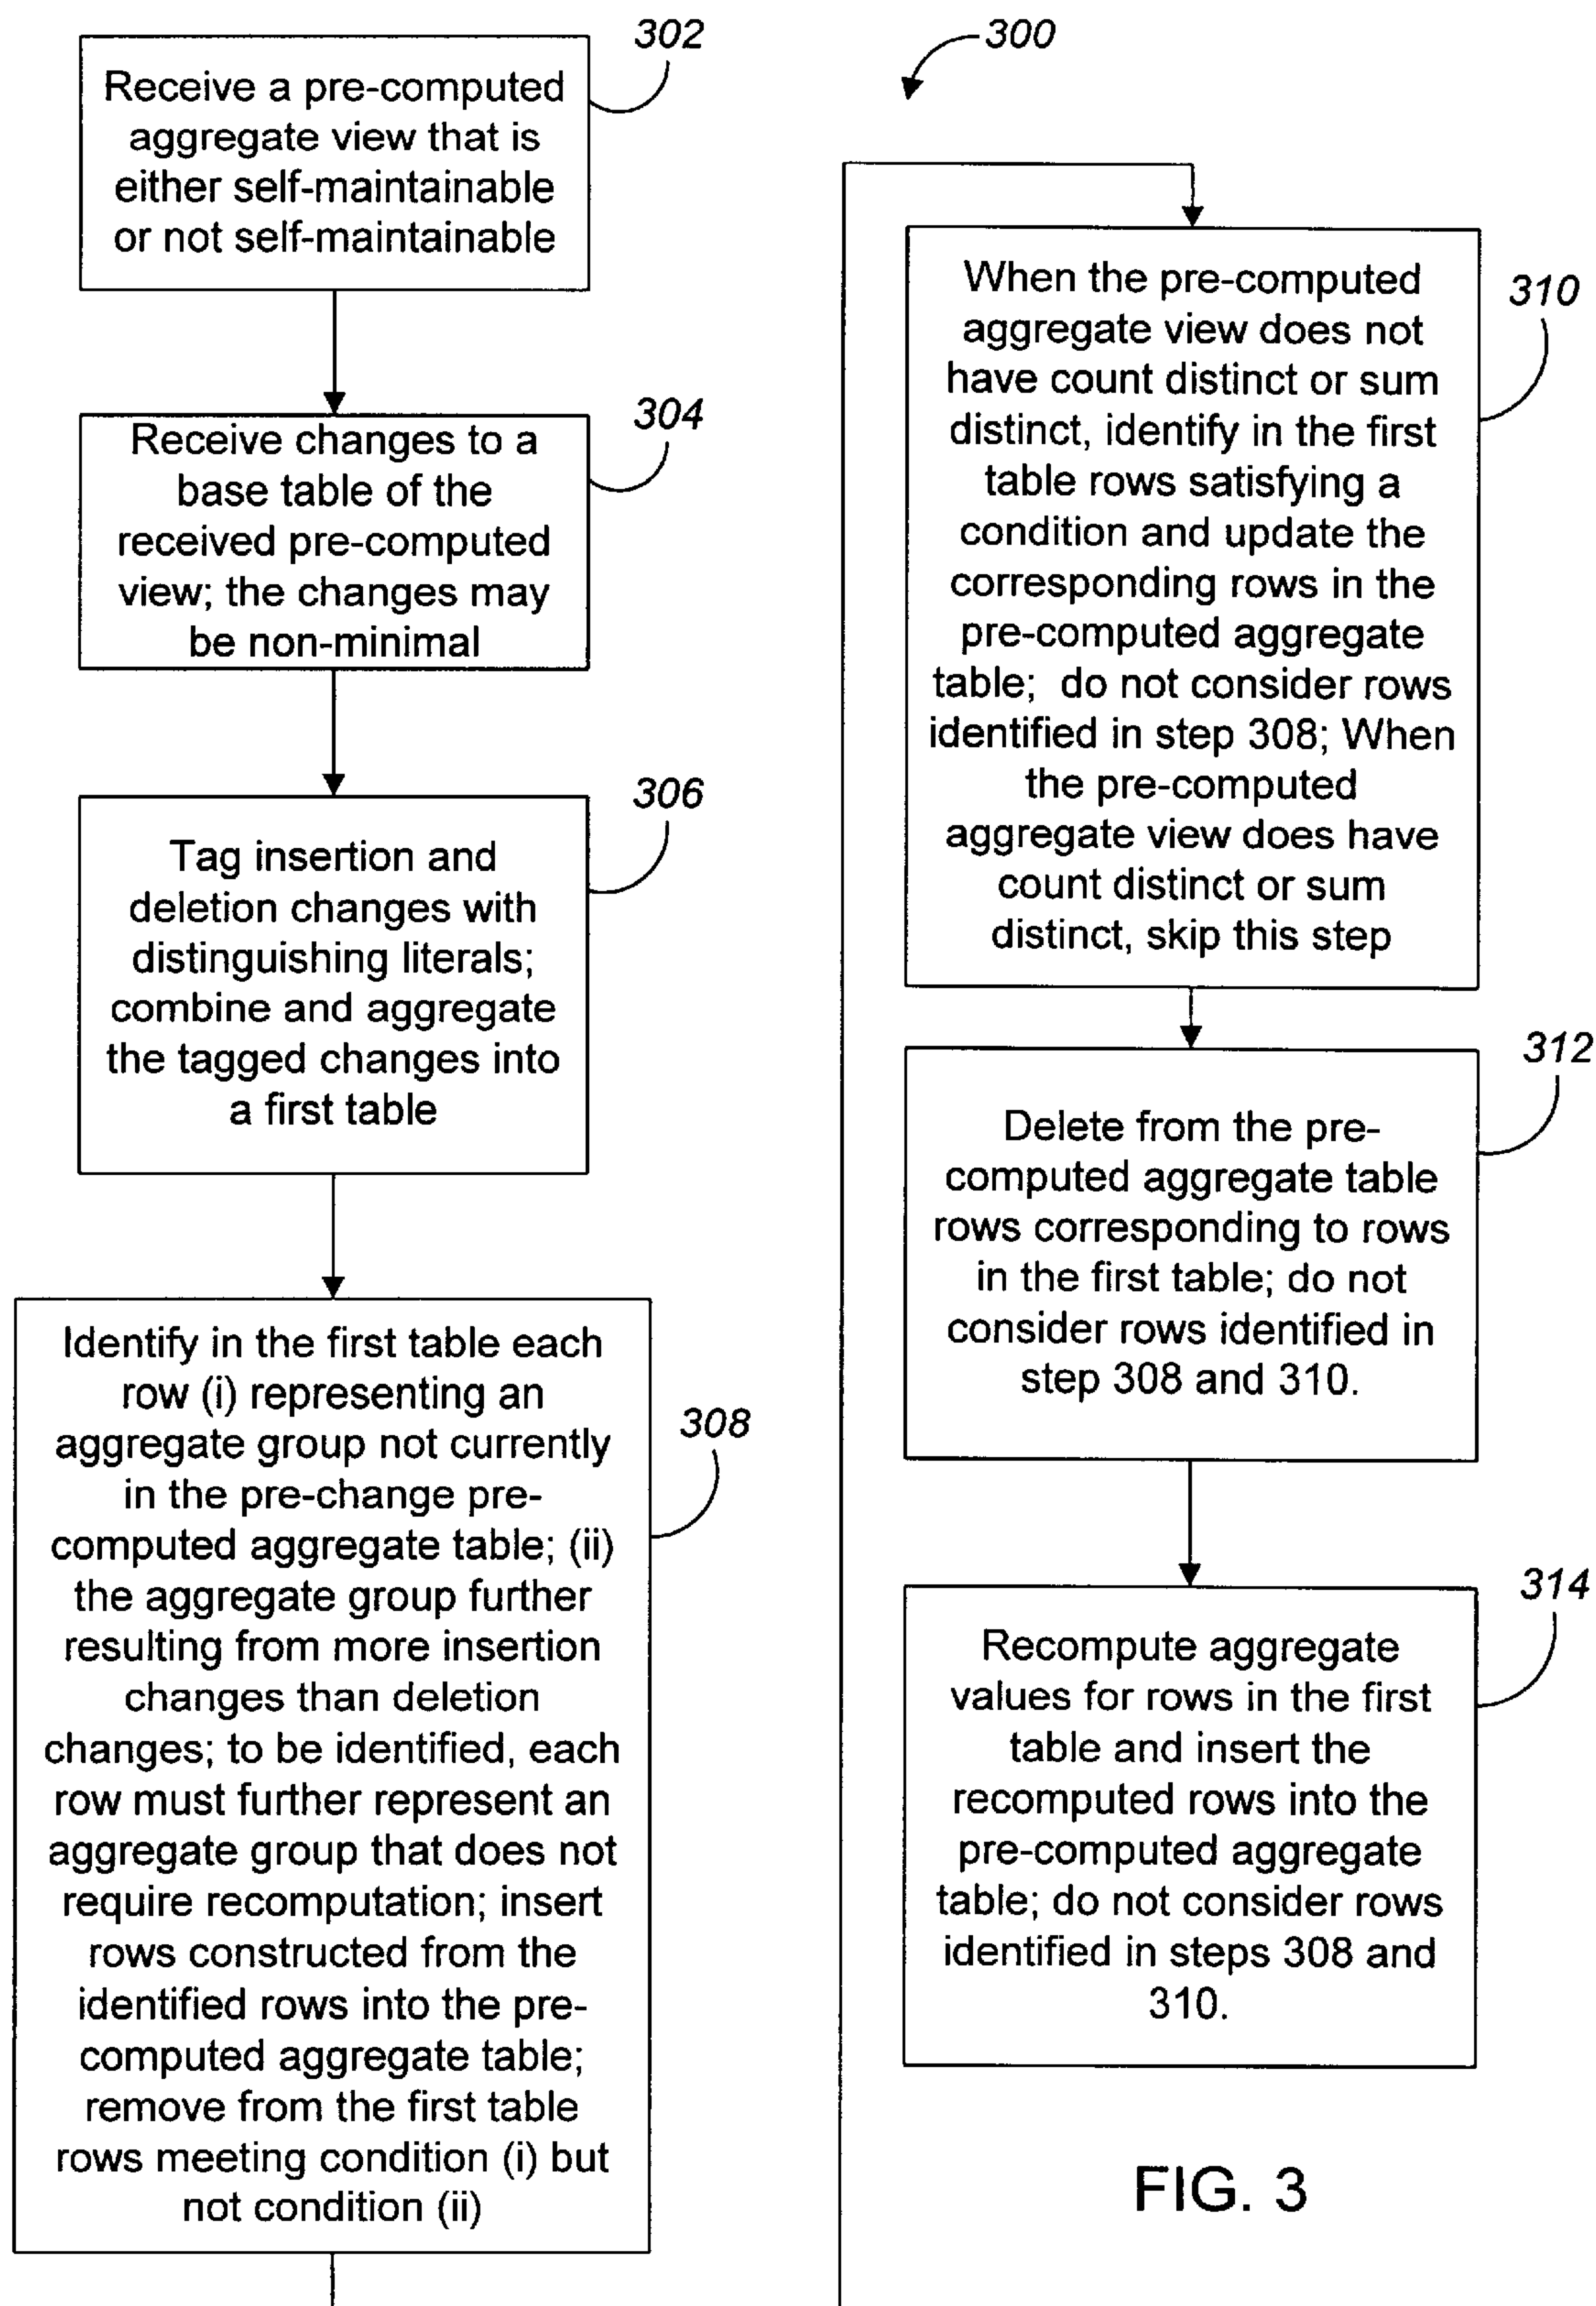 302
Receive a pre-computed
aggregate view that is
either self-maintainable
or not self-maintainable
304
Receive changes to a
base table of the
received pre-computed
view; the changes may
be non-minimal
306
Tag insertion and
deletion changes with
distinguishing literals;
combine and aggregate
the tagged changes into
a first table
308
Identify in the first table each
row (i) representing an
aggregate group not currently
in the pre-change pre-
computed aggregate table; (ii)
the aggregate group further
resulting from more insertion
changes than deletion
changes; to be identified, each
row must further represent an
aggregate group that does not
require recomputation; insert
rows constructed from the
identified rows into the pre-
computed aggregate table;
remove from the first table
rows meeting condition (i) but
not condition (ii)
300
310
When the pre-computed
aggregate view does not
have count distinct or sum
distinct, identify in the first
table rows satisfying a
condition and update the
corresponding rows in the
pre-computed aggregate
table; do not consider rows
identified in step 308; When
the pre-computed
aggregate view does have
count distinct or sum
distinct, skip this step
312
Delete from the pre-
computed aggregate table
rows corresponding to rows
in the first table; do not
consider rows identified in
step 308 and 310.
314
Recompute aggregate
values for rows in the first
table and insert the
recomputed rows into the
pre-computed aggregate
table; do not consider rows
identified in steps 308 and
310.
FIG. 3